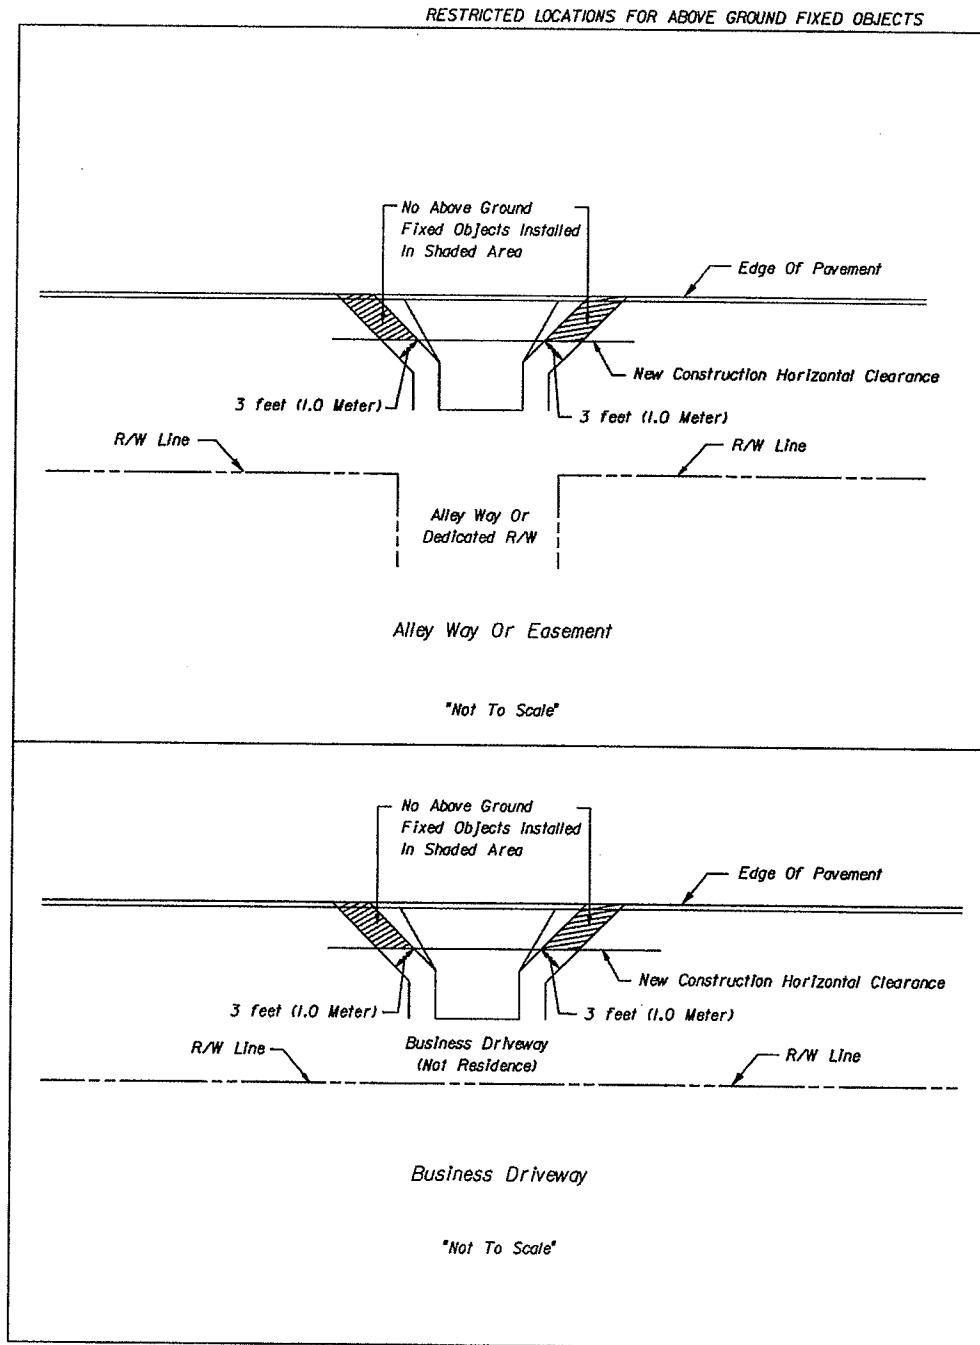 RESTRICTED LOCATIONS FOR ABOVE GROUND FIXED OBJECTS
No Above Ground
Fixed Objects Installed
In Shaded Area
Edge Of Pavement
New Construction Horizontal Clearance
3 feet (1.0 Meter)
3 feet (1.0 Meter)
R/W Line
R/W Line
Alley Way Or
Dedicated R/W
Alley Way Or Easement
"Not To Scale"
No Above Ground
Fixed Objects Installed
In Shaded Area
Edge Of Pavement
New Construction Horizontal Clearance
3 feet (1.0 Meter)
3 feet (1.0 Meter)
Business Driveway
(Not Residence)
R/W Line
R/W Line
Business Driveway
"Not To Scale"